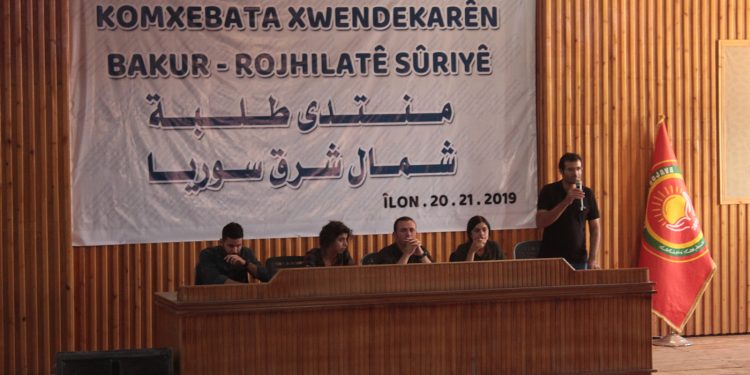 KOMXEBATA XWENDEKARÊN
BAKUR - ROJHILATÊ SÛRIYÊ
منتدى طلبة
شمال شرق سوريا
ÎLON . 20 . 21 . 2019